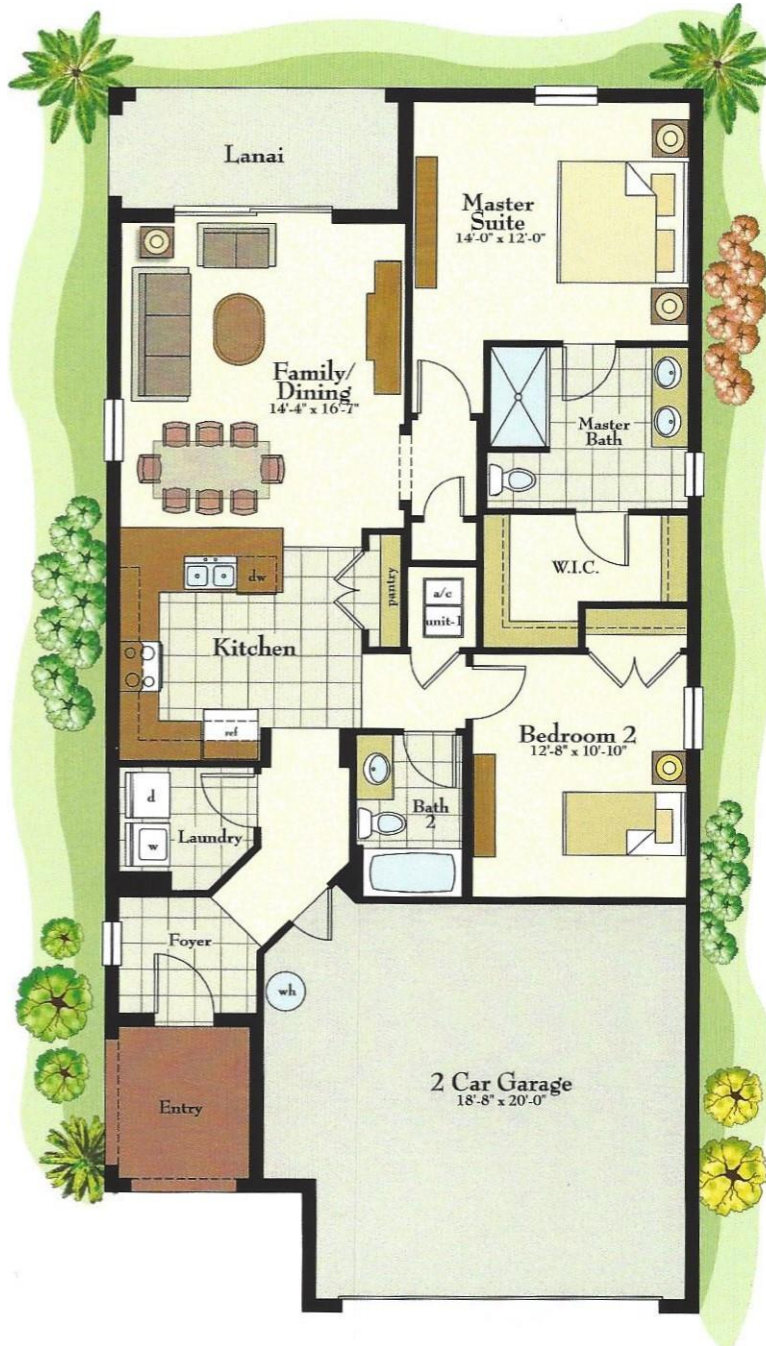 Lanai
Master
Suite
14'-0" x 12'-0"
Family/
Dining
14'-4" x 16'-7"
Master
Bath
W.I.C.
dw
pantry
a/c
unit-1
Kitchen
ref
Bedroom 2
12'-8" x 10'-10"
d
w
Laundry
Bath
2
Foyer
wh
Entry
2 Car Garage
18'-8" x 20'-0"